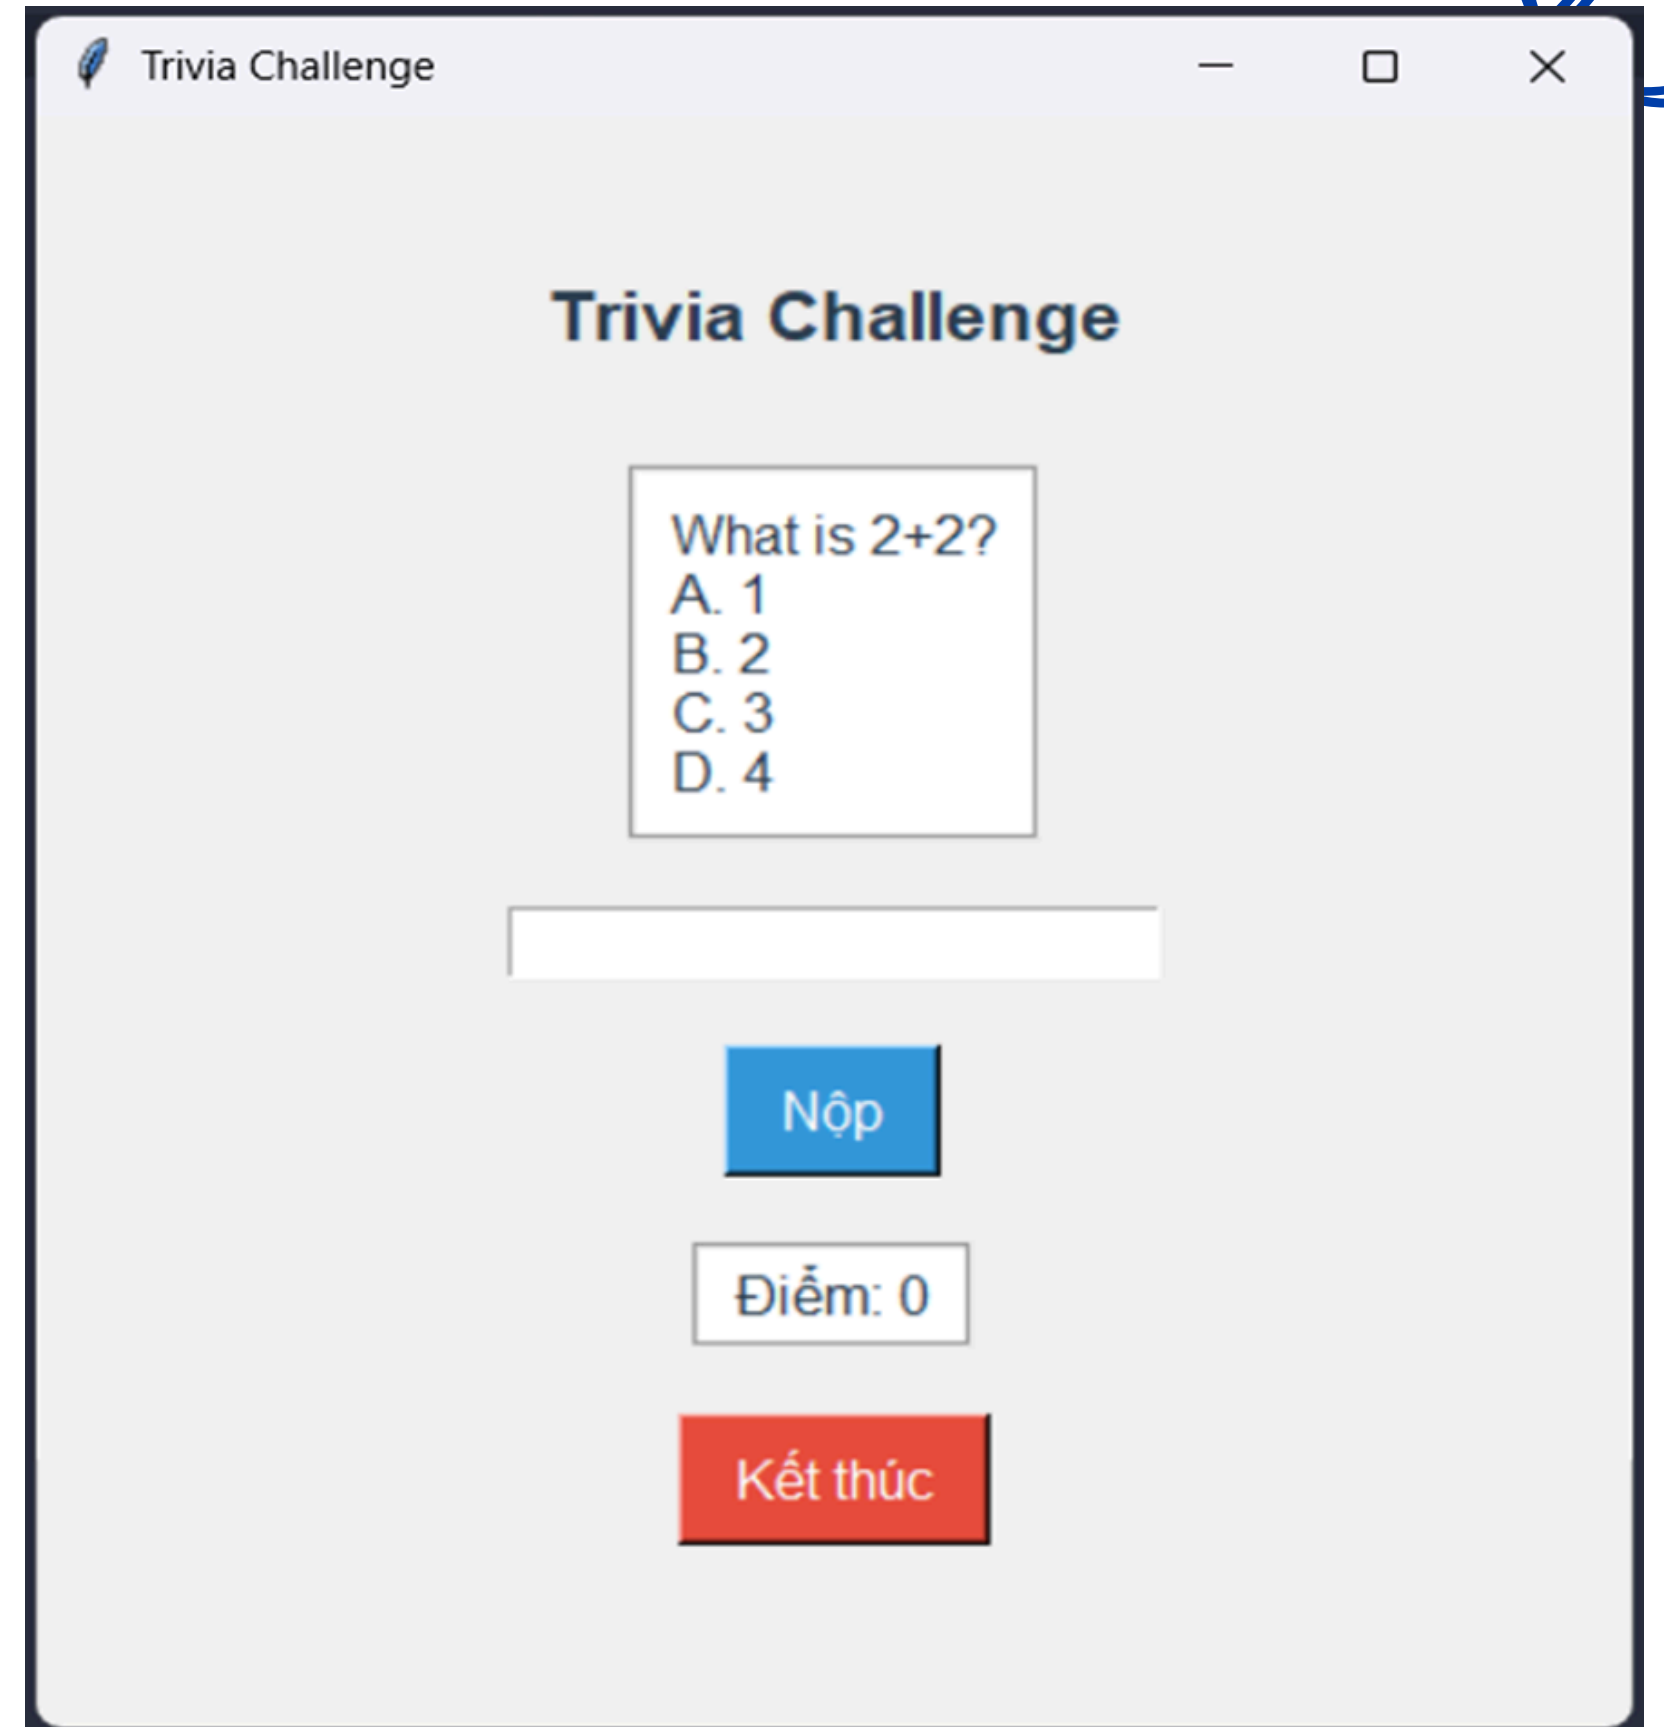 Trivia Challenge
Trivia Challenge
What is 2+2?
A. 1
B. 2
C. 3
D. 4
Nộp
Điểm: 0
Kết thúc